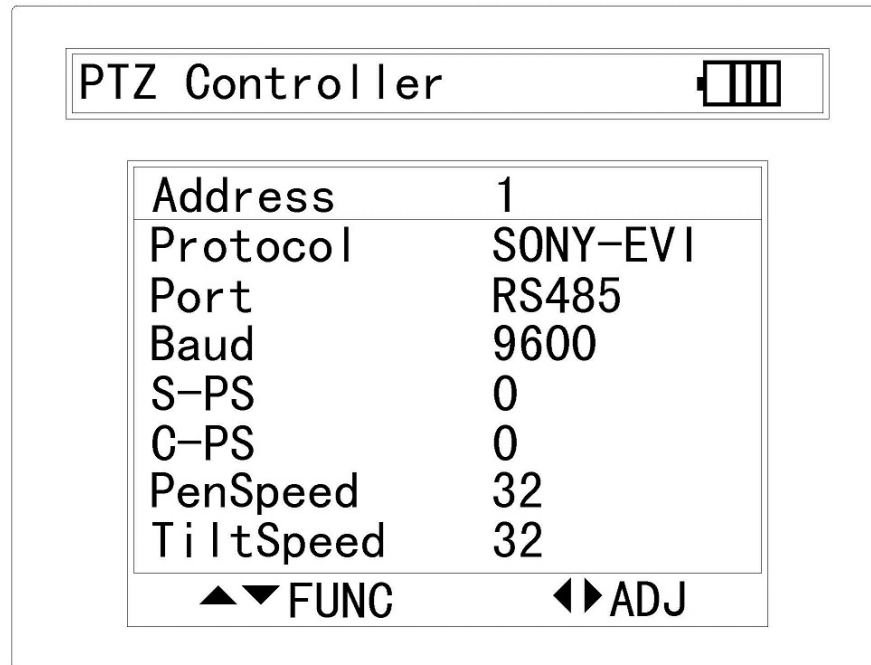 PTZ Controller
Address 1
Protocol SONY-EVI
Port RS485
Baud 9600
S-PS 0
C-PS 0
PenSpeed 32
TiltSpeed 32
▲▼FUNC ◀▶ADJ